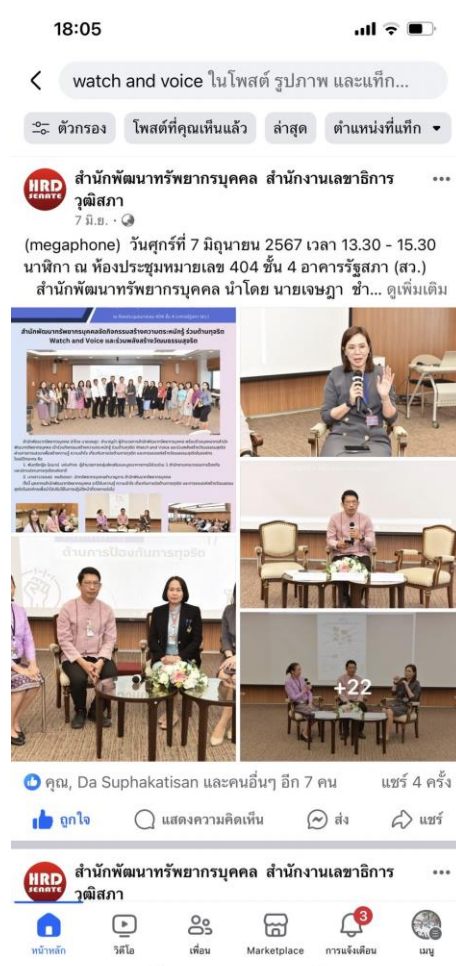 18:05
watch and voice ในโพสต์ รูปภาพ และแท็ก...
ตัวกรอง โพสต์ที่คุณเห็นแล้ว ล่าสุด ตำแหน่งที่แท็ก
HRD
SENATE
สำนักพัฒนาทรัพยากรบุคคล สำนักงานเลขาธิการ
วุฒิสภา
7 มิ.ย.
(megaphone) วันศุกร์ที่ 7 มิถุนายน 2567 เวลา 13.30 - 15.30
นาฬิกา ณ ห้องประชุมหมายเลข 404 ชั้น 4 อาคารรัฐสภา (สว.)
สำนักพัฒนาทรัพยากรบุคคล นำโดย นายเจษฎา ชำ... ดูเพิ่มเติม
สำนักพัฒนาทรัพยากรบุคคลจัดกิจกรรมสร้างความตระหนักรู้ ร่วมต้านทุจริต
Watch and Voice และร่วมพลังสร้างวัฒนธรรมสุจริต
ด้านการป้องกันการทุจริต
+22
คุณ, Da Suphakatisan และคนอื่นๆ อีก 7 คน แชร์ 4 ครั้ง
ถูกใจ แสดงความคิดเห็น ส่ง แชร์
HRD
SENATE
สำนักพัฒนาทรัพยากรบุคคล สำนักงานเลขาธิการ
วุฒิสภา
3
หน้าหลัก วิดีโอ เพื่อน Marketplace การแจ้งเตือน เมนู